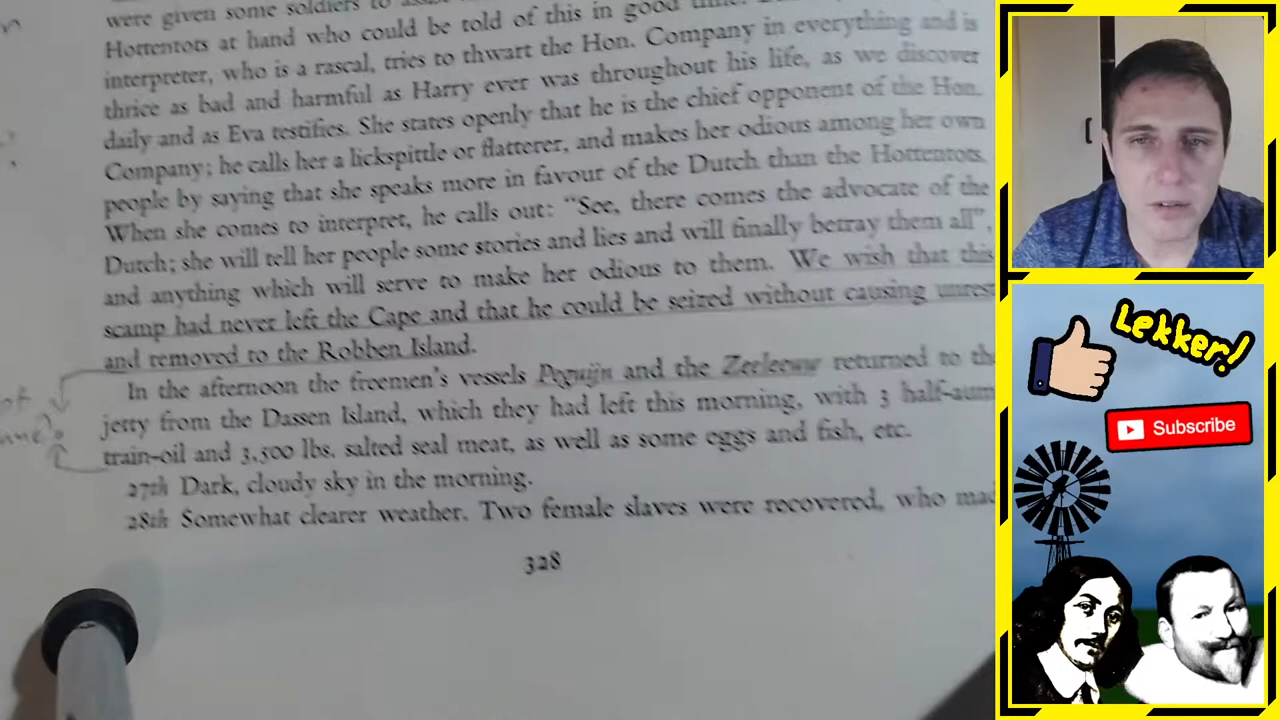 were given some soldiers to
Hottentots at hand who could be told of this in good
interpreter, who is a rascal, tries to thwart the Hon. Company in everything and is
thrice as bad and harmful as Harry ever was throughout his life, as we discover
daily and as Eva testifies. She states openly that he is the chief opponent of the Hon.
Company; he calls her a lickspittle or flatterer, and makes her odious among her own
people by saying that she speaks more in favour of the Dutch than the Hottentots.
When she comes to interpret, he calls out: “See, there comes the advocate of the
Dutch; she will tell her people some stories and lies and will finally betray them all”,
and anything which will serve to make her odious to them. We wish that this
scamp had never left the Cape and that he could be seized without causing unrest
and removed to the Robben Island.
In the afternoon the freemen's vessels Peguijn and the Zeeleeuw returned to the
jetty from the Dassen Island, which they had left this morning, with 3 half-aum
train-oil and 3,500 lbs. salted seal meat, as well as some eggs and fish, etc.
27th Dark, cloudy sky in the morning.
28th Somewhat clearer weather. Two female slaves were recovered, who
328
Lekker!
Subscribe